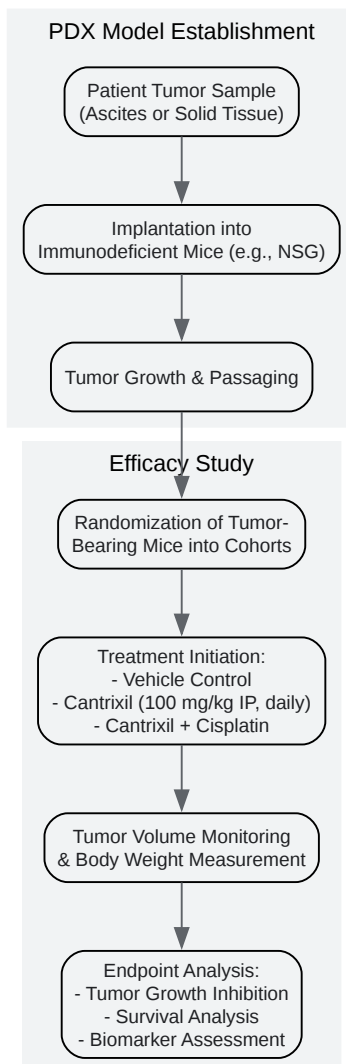 PDX Model Establishment
Patient Tumor Sample
(Ascites or Solid Tissue)
Implantation into
Immunodeficient Mice (e.g., NSG)
Tumor Growth & Passaging
Efficacy Study
Randomization of Tumor-
Bearing Mice into Cohorts
Treatment Initiation:
- Vehicle Control
- Cantrixil (100 mg/kg IP, daily)
- Cantrixil + Cisplatin
Tumor Volume Monitoring
& Body Weight Measurement
Endpoint Analysis:
- Tumor Growth Inhibition
- Survival Analysis
- Biomarker Assessment